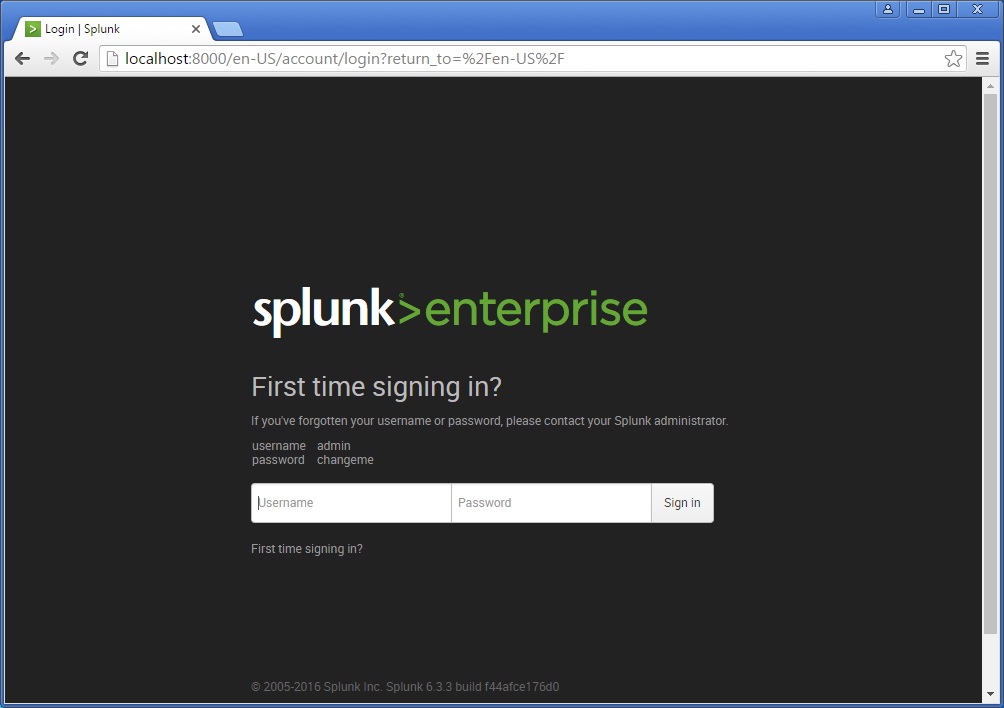 Login | Splunk
localhost:8000/en-US/account/login?return_to=%2Fen-US%2F
splunk>enterprise
First time signing in?
If you've forgotten your username or password, please contact your Splunk administrator.
username admin
password changeme
Username Password Sign in
First time signing in?
© 2005-2016 Splunk Inc. Splunk 6.3.3 build f44afce176d0